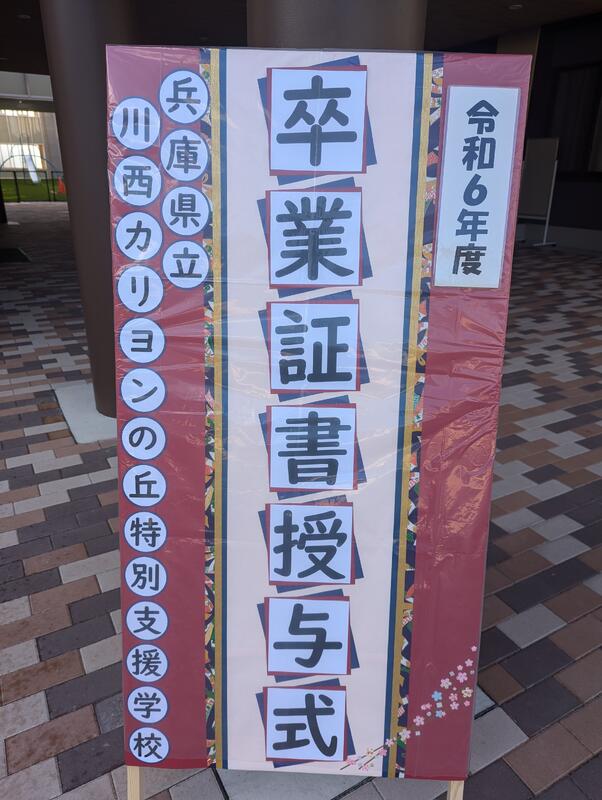 令和6年度
卒業証書授与式
兵庫県立
川西カリヨンの丘特別支援学校